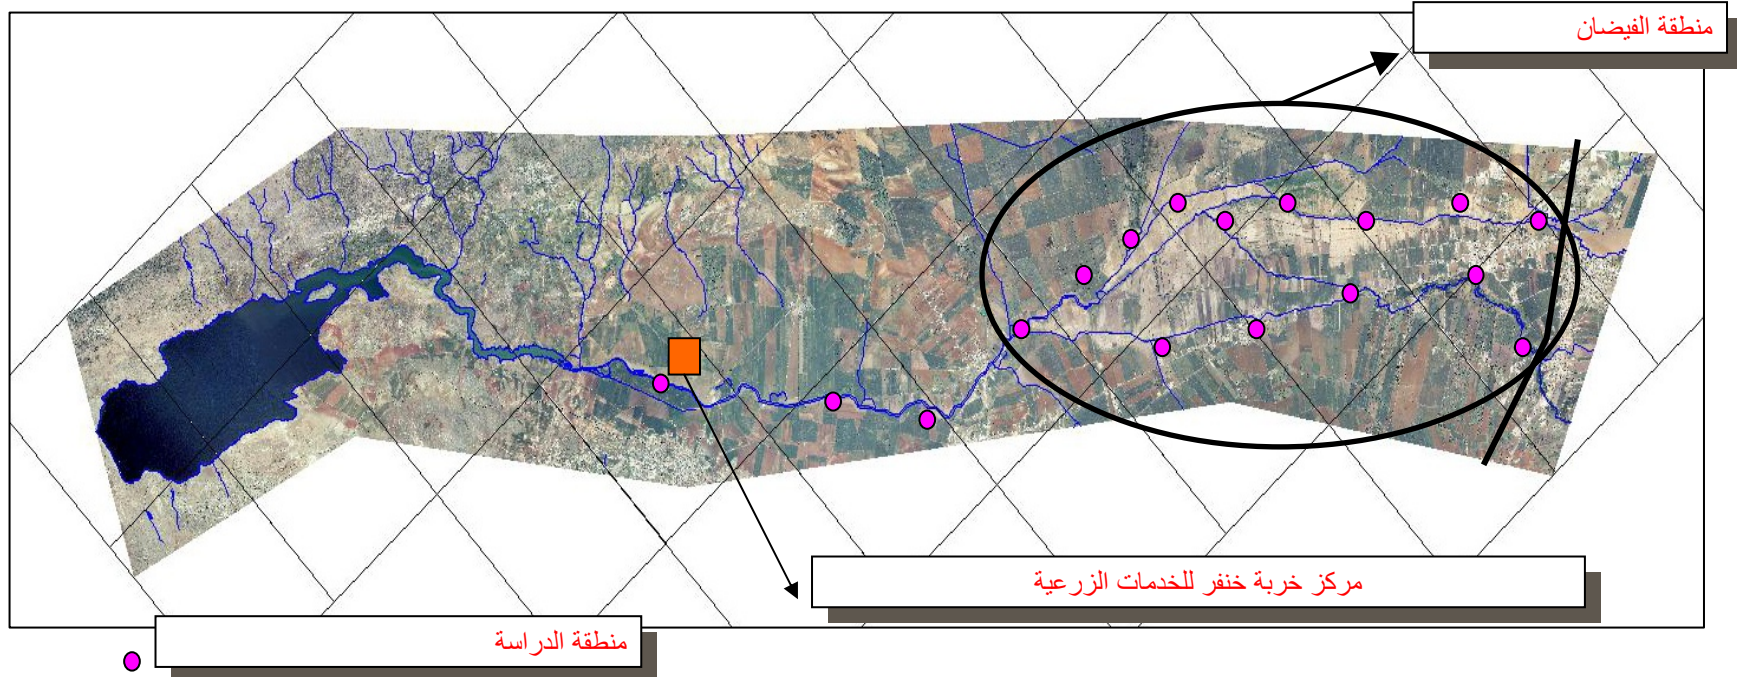 منطقة الفيضان
مركز خربة خنفر للخدمات الزرعية
منطقة الدراسة